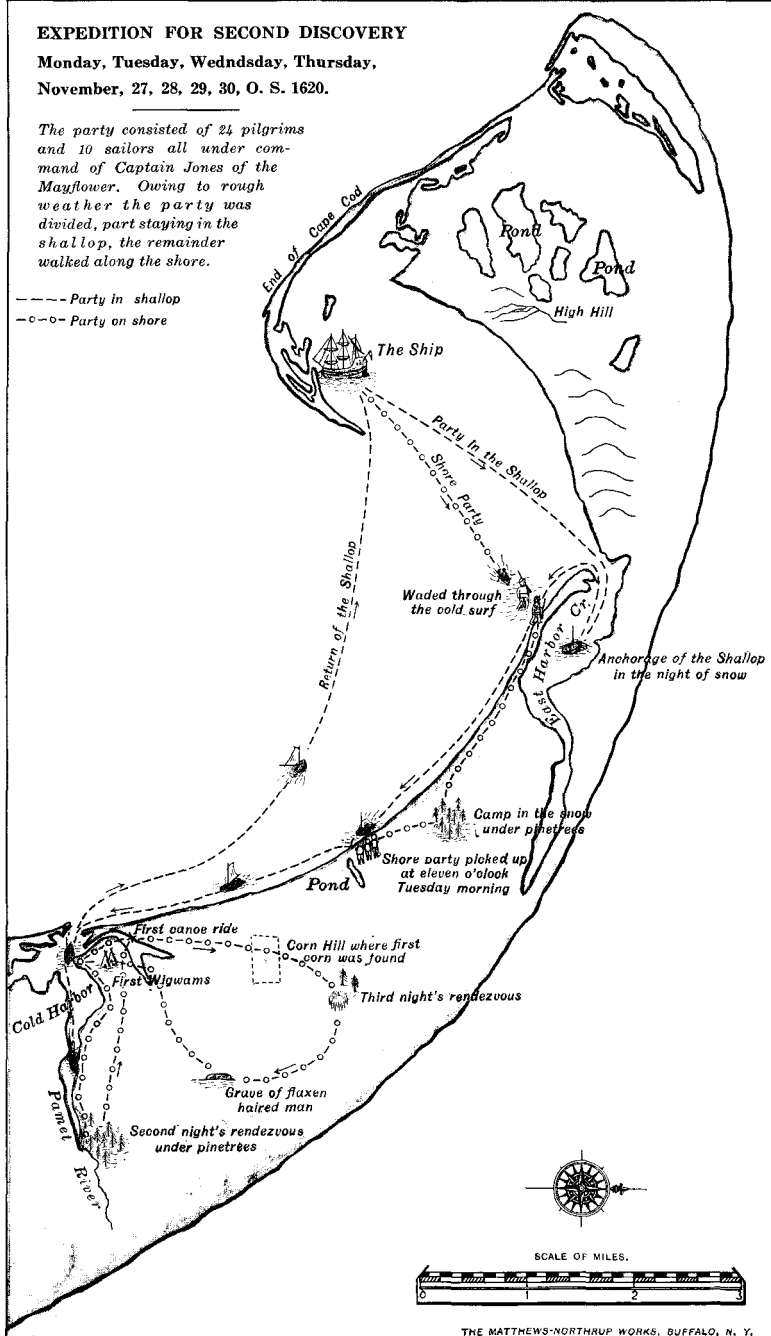 EXPEDITION FOR SECOND DISCOVERY
Monday, Tuesday, Wedndsday, Thursday,
November, 27, 28, 29, 30, O. S. 1620.
The party consisted of 24 pilgrims
and 10 sailors all under com-
mand of Captain Jones of the
Mayflower. Owing to rough
weather the party was
divided, part staying in the
shallop, the remainder
walked along the shore.
Party in shallop
Party on shore
End of Cape Cod
Pond
Pond
High Hill
The Ship
Party In the Shallop
Shore Party
Return of the Shallop
Waded through
the cold surf
East Harbor Cr.
Anchorage of the Shallop
in the night of snow
Camp in the snow
under pinetrees
Shore party picked up
at eleven o'olook
Tuesday morning
Pond
First canoe ride
Corn Hill where first
corn was found
First Wigwams
Third night's rendezvous
Cold Harbor
Grave of flaxen
haired man
Pamet River
Second night's rendezvous
under pinetrees
SCALE OF MILES.
0 1 2 3
THE MATTHEWS-NORTHRUP WORKS, BUFFALO, N. Y.